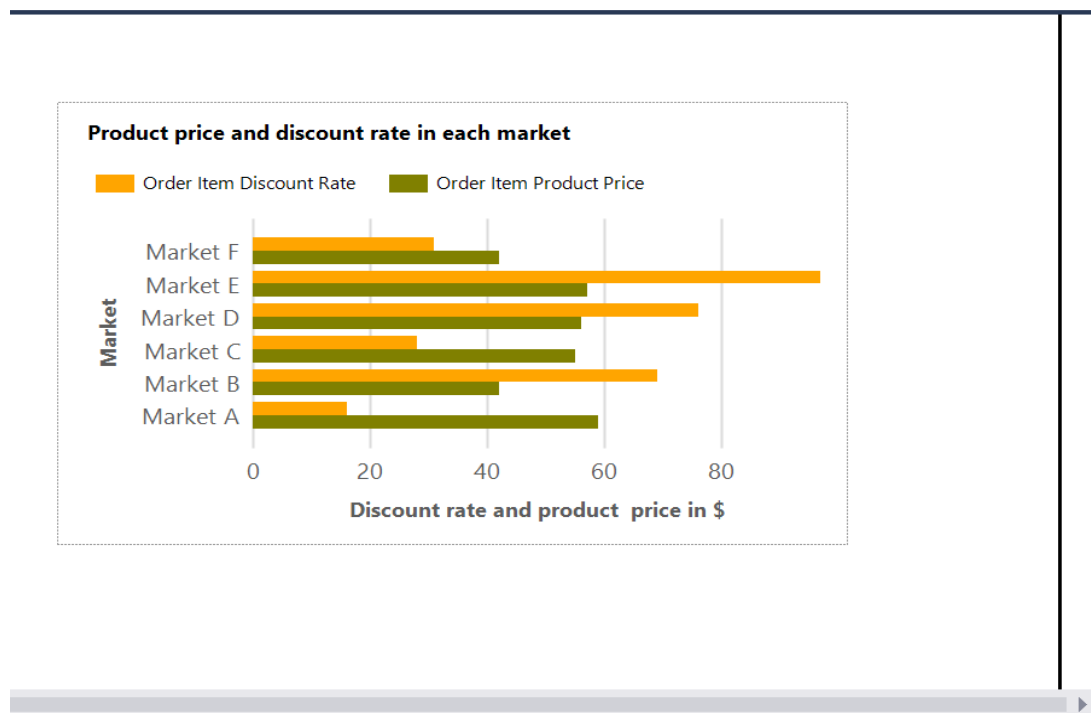 Product price and discount rate in each market
Order Item Discount Rate Order Item Product Price
Market
Market F
Market E
Market D
Market C
Market B
Market A
0 20 40 60 80
Discount rate and product  price in $